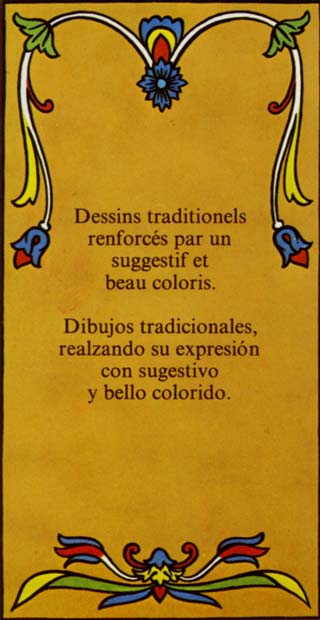 Dessins traditionels
renforcés par un
suggestif et
beau coloris.
Dibujos tradicionales,
realzando su expresión
con sugestivo
y bello colorido.